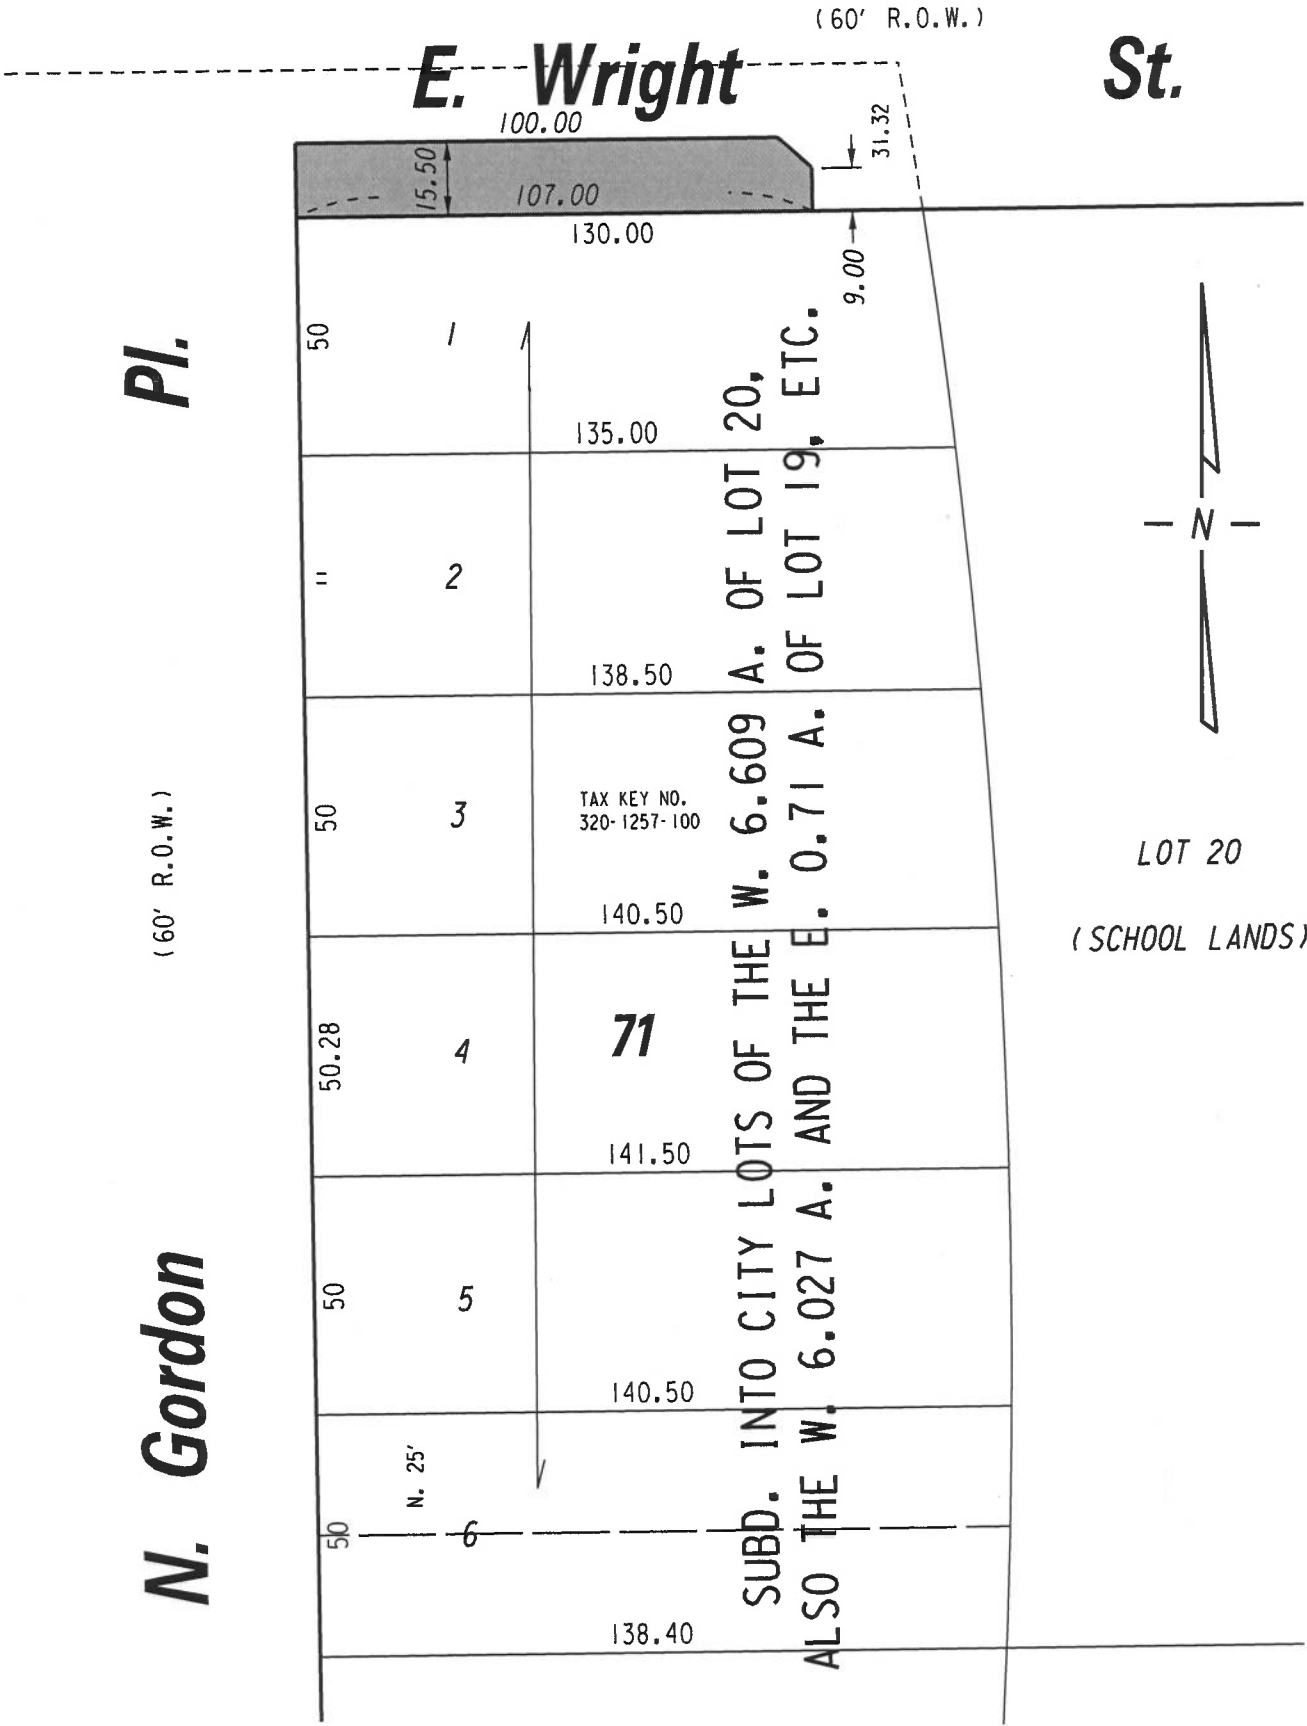 (60' R.O.W.)
E. Wright St.
100.00
31.32
15.50
107.00
130.00
9.00
Pl.
50
1
135.00
=
2
138.50
50
3
TAX KEY NO.
320-1257-100
(60' R.O.W.)
140.50
50.28
4
71
141.50
50
5
140.50
N. Gordon
N. 25'
50
6
138.40
SUBD. INTO CITY LOTS OF THE W. 6.609 A. OF LOT 20,
ALSO THE W. 6.027 A. AND THE E. 0.71 A. OF LOT 19, ETC.
N
LOT 20
(SCHOOL LANDS)